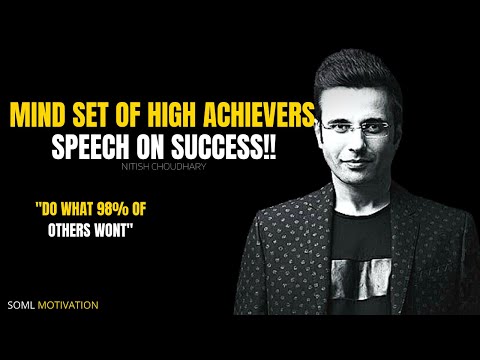 MIND SET OF HIGH ACHIEVERS
SPEECH ON SUCCESS!!
NITISH CHOUDHARY
"DO WHAT 98% OF
OTHERS WONT"
SOML MOTIVATION